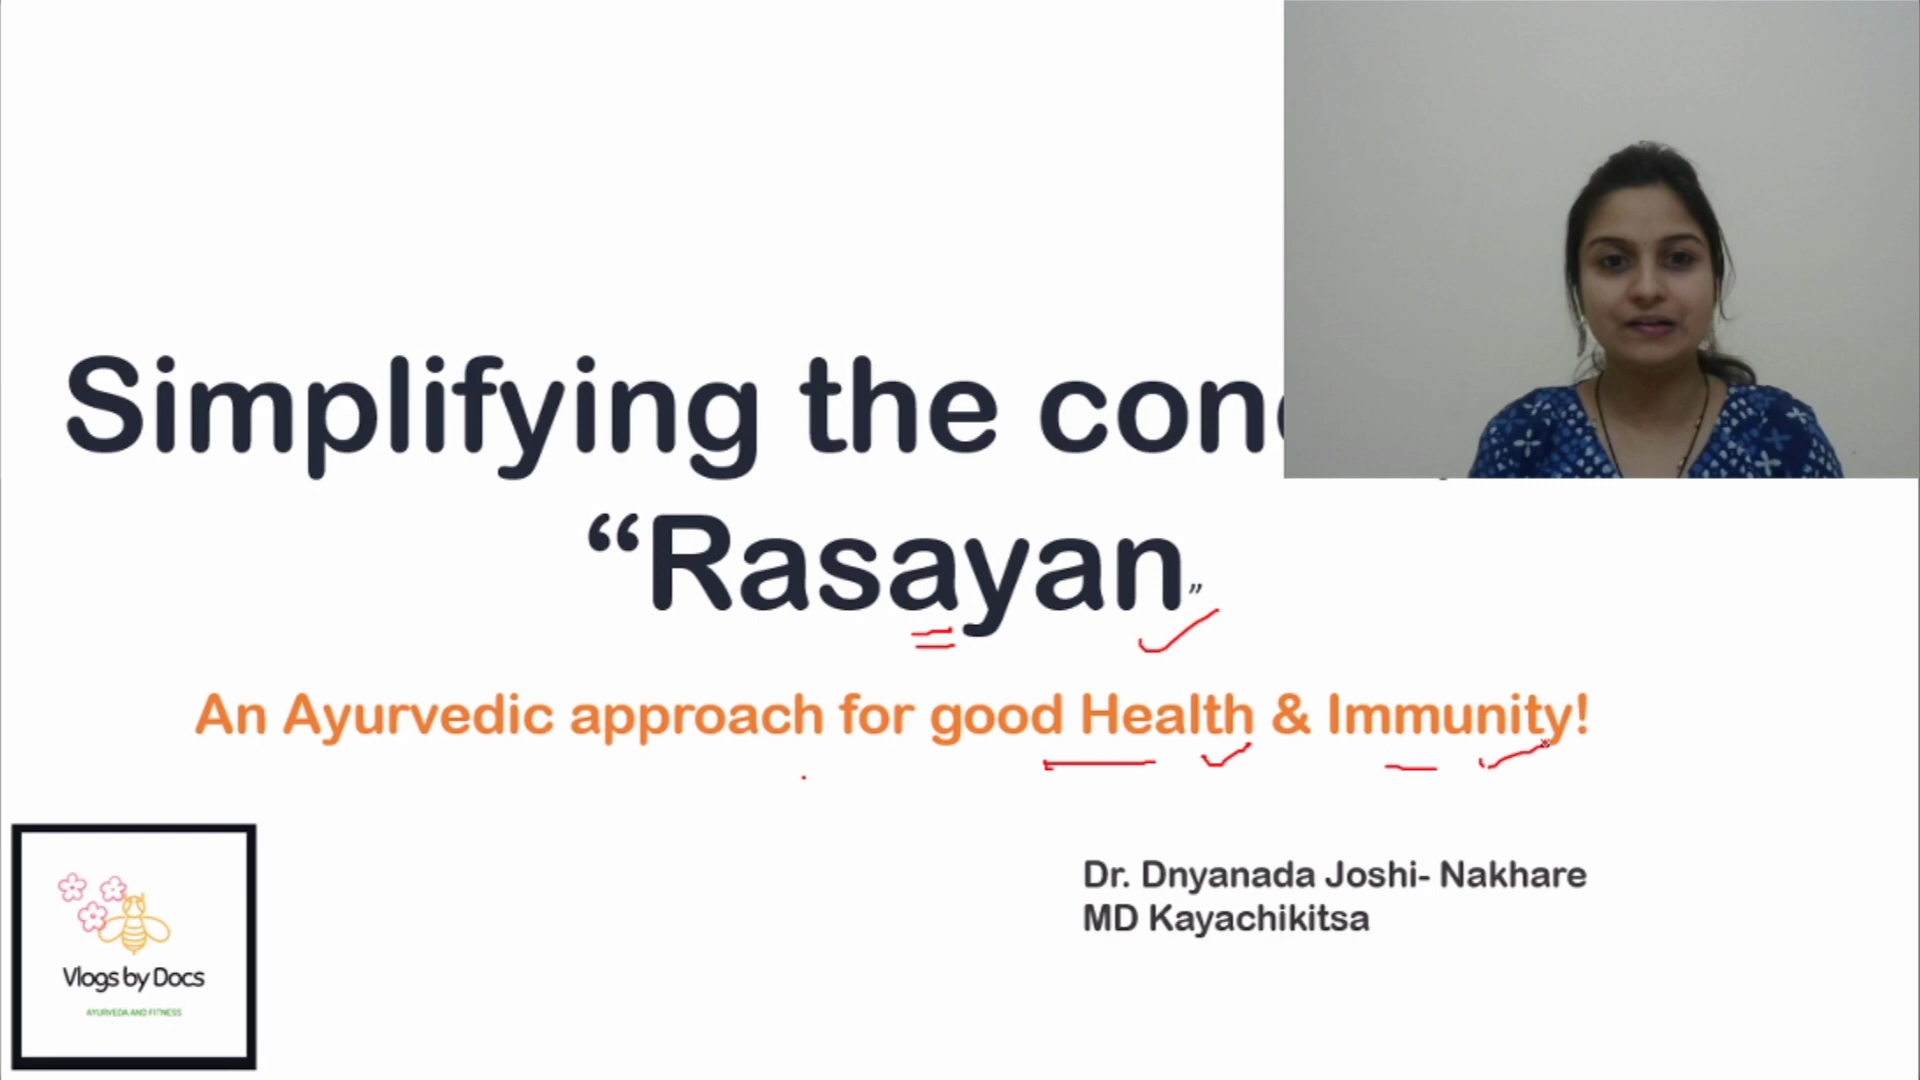 Simplifying the con
“Rasayan”
An Ayurvedic approach for good Health & Immunity!
Dr. Dnyanada Joshi- Nakhare
MD Kayachikitsa
Vlogs by Docs
AYURVEDA AND FITNESS